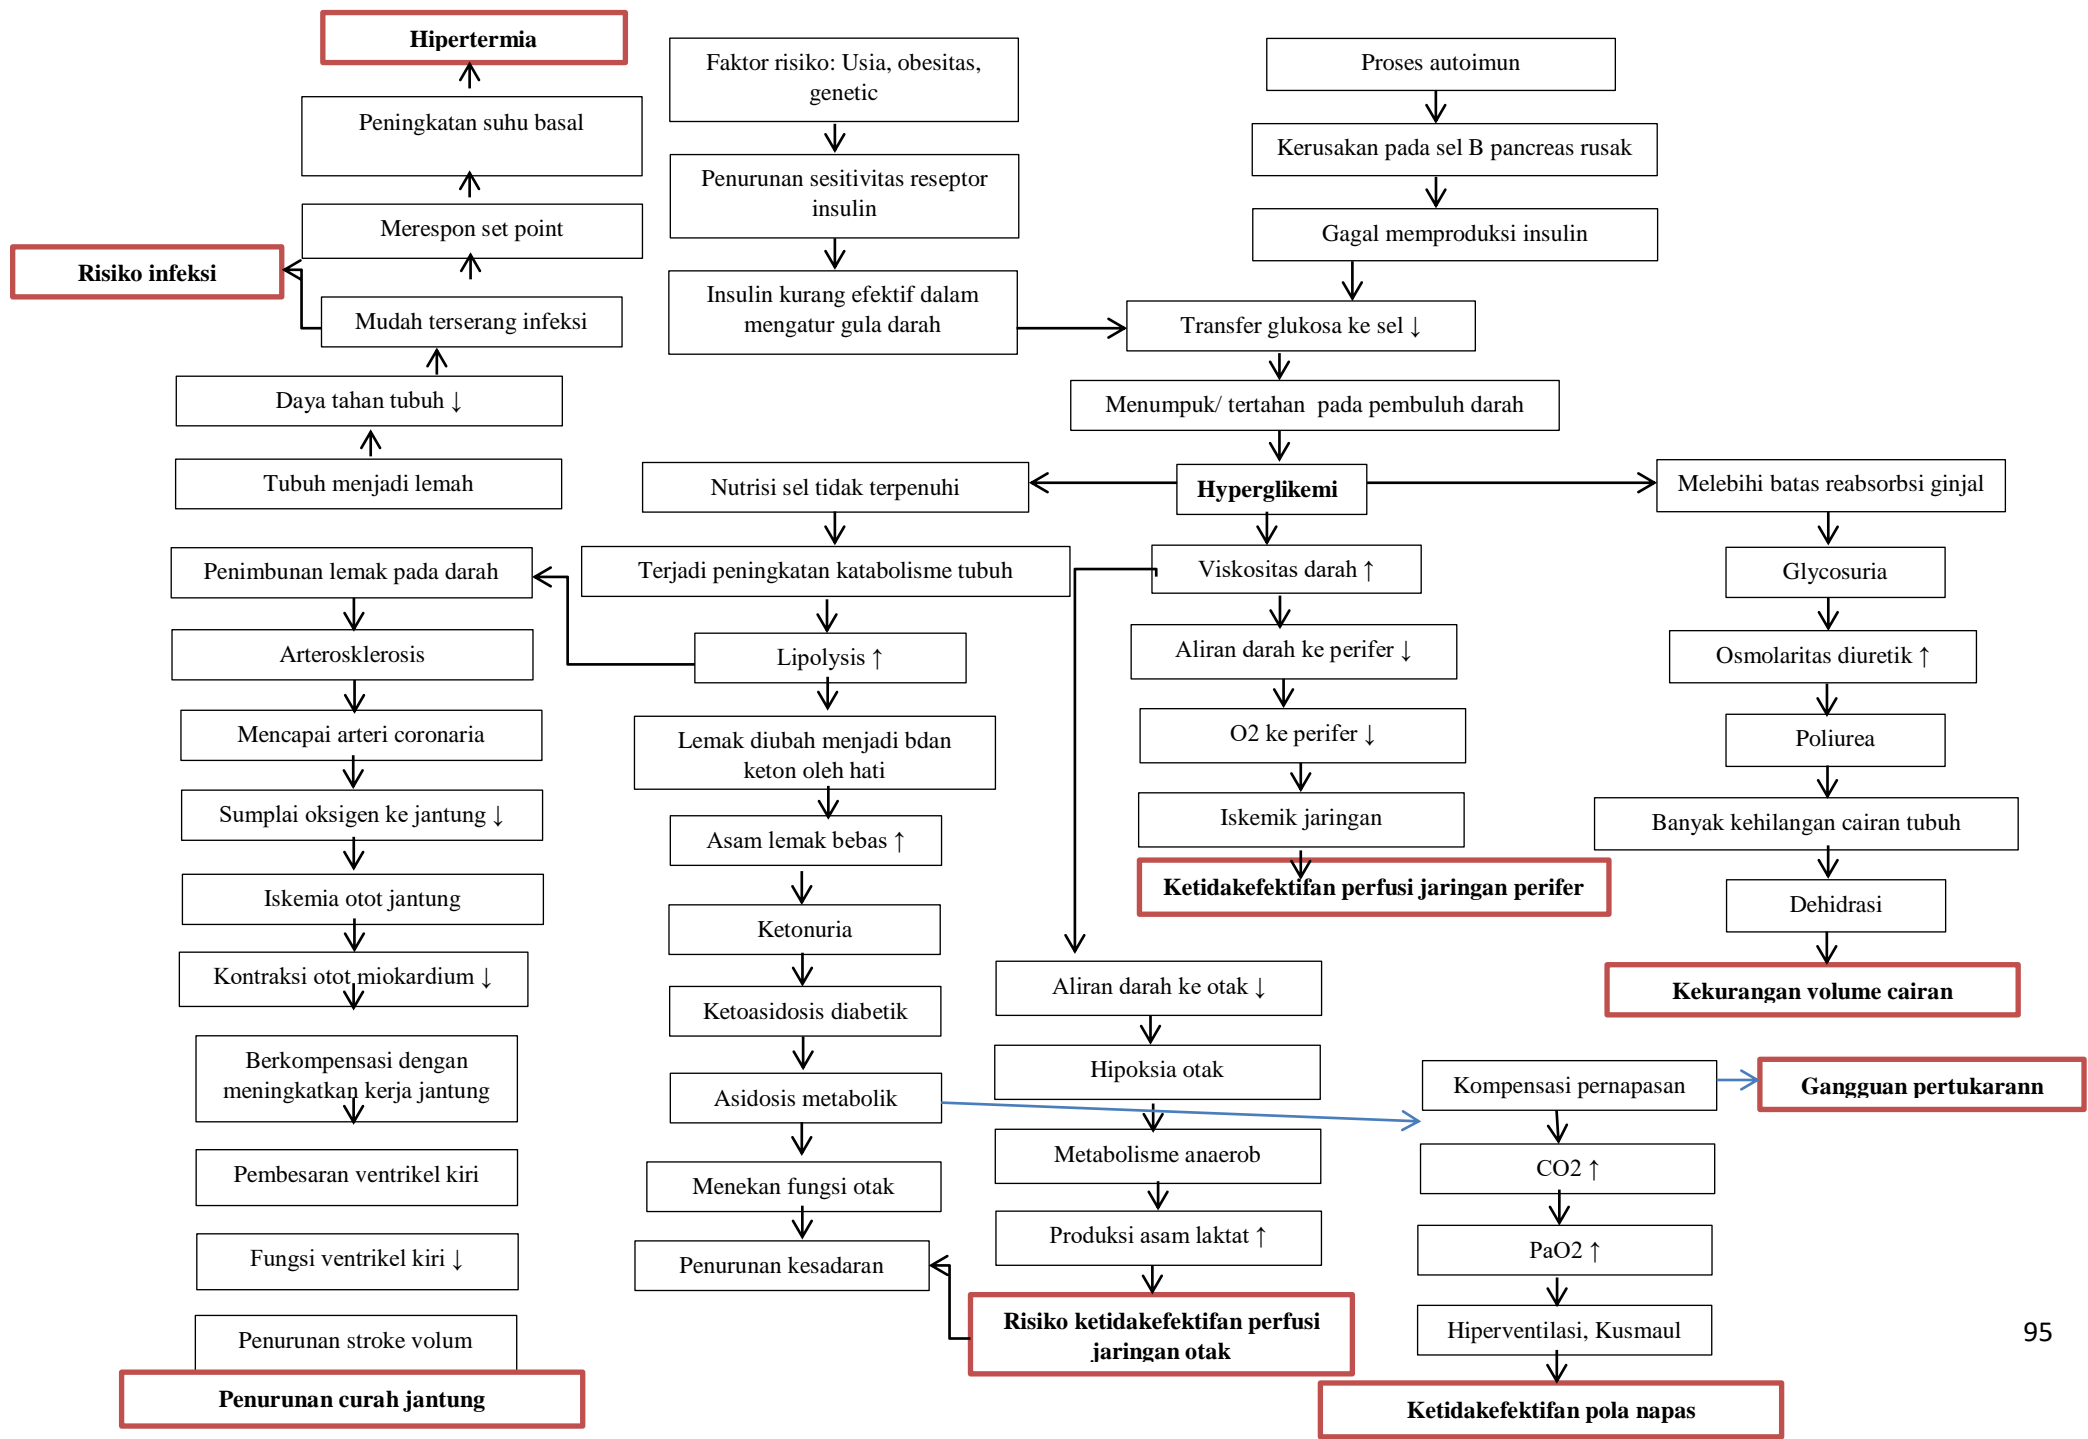 Hipertermia
Faktor risiko: Usia, obesitas,
genetic
Proses autoimun
Peningkatan suhu basal
Kerusakan pada sel B pancreas rusak
Penurunan sesitivitas reseptor
insulin
Merespon set point
Gagal memproduksi insulin
Risiko infeksi
Insulin kurang efektif dalam
mengatur gula darah
Mudah terserang infeksi
Transfer glukosa ke sel ↓
Daya tahan tubuh ↓
Menumpuk/ tertahan  pada pembuluh darah
Tubuh menjadi lemah
Nutrisi sel tidak terpenuhi
Hyperglikemi
Melebihi batas reabsorbsi ginjal
Penimbunan lemak pada darah
Terjadi peningkatan katabolisme tubuh
Viskositas darah ↑
Glycosuria
Arterosklerosis
Lipolysis ↑
Aliran darah ke perifer ↓
Osmolaritas diuretik ↑
Mencapai arteri coronaria
Lemak diubah menjadi bdan
keton oleh hati
O2 ke perifer ↓
Poliurea
Sumplai oksigen ke jantung ↓
Asam lemak bebas ↑
Iskemik jaringan
Banyak kehilangan cairan tubuh
Iskemia otot jantung
Ketonuria
Ketidakefektifan perfusi jaringan perifer
Dehidrasi
Kontraksi otot miokardium ↓
Ketoasidosis diabetik
Aliran darah ke otak ↓
Kekurangan volume cairan
Berkompensasi dengan
meningkatkan kerja jantung
Asidosis metabolik
Hipoksia otak
Kompensasi pernapasan
Gangguan pertukarann
Pembesaran ventrikel kiri
Menekan fungsi otak
Metabolisme anaerob
CO2 ↑
Fungsi ventrikel kiri ↓
Penurunan kesadaran
Produksi asam laktat ↑
PaO2 ↑
Penurunan stroke volum
Risiko ketidakefektifan perfusi
jaringan otak
Hiperventilasi, Kusmaul
95
Penurunan curah jantung
Ketidakefektifan pola napas